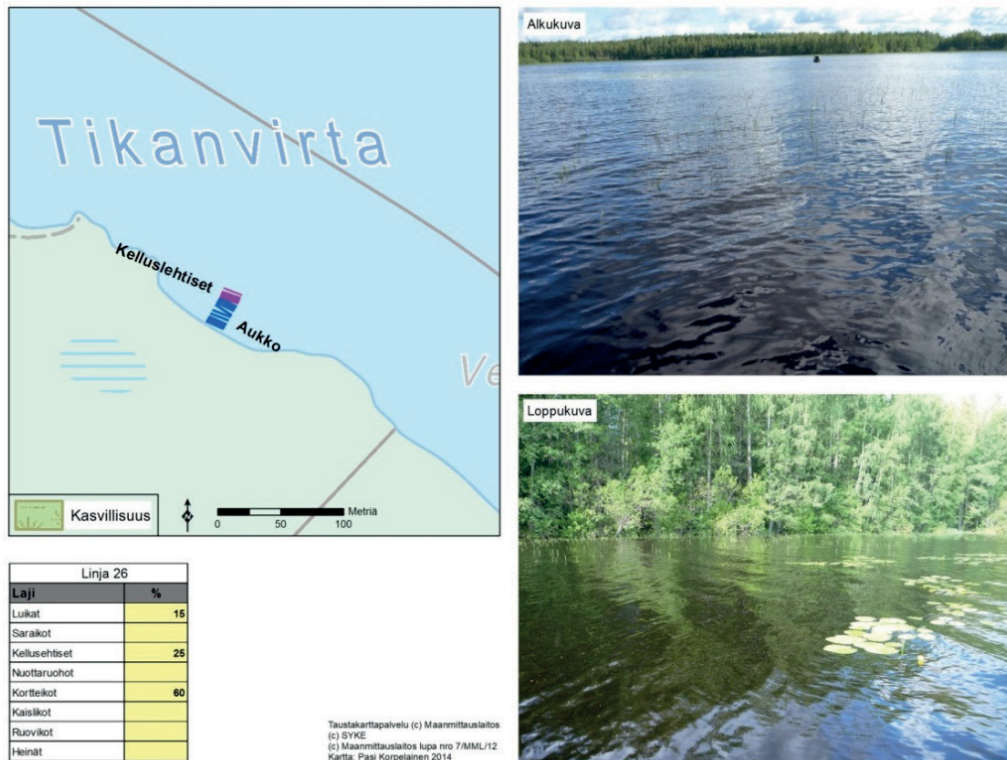 Tikanvirta
Kelluslehtiset
Aukko
Ve
Kasvillisuus
N
Metriä
0 50 100
Alkukuva
Loppukuva
Linja 26
Laji %
Luikat 15
Saraikot
Kellusehtiset 25
Nuottaruohot
Kortteikot 60
Kaislikot
Ruovikot
Heinät
Taustakarttapalvelu (c) Maanmittauslaitos
(c) SYKE
(c) Maanmittauslaitos lupa nro 7/MML/12
Kartta: Pasi Korpelainen 2014